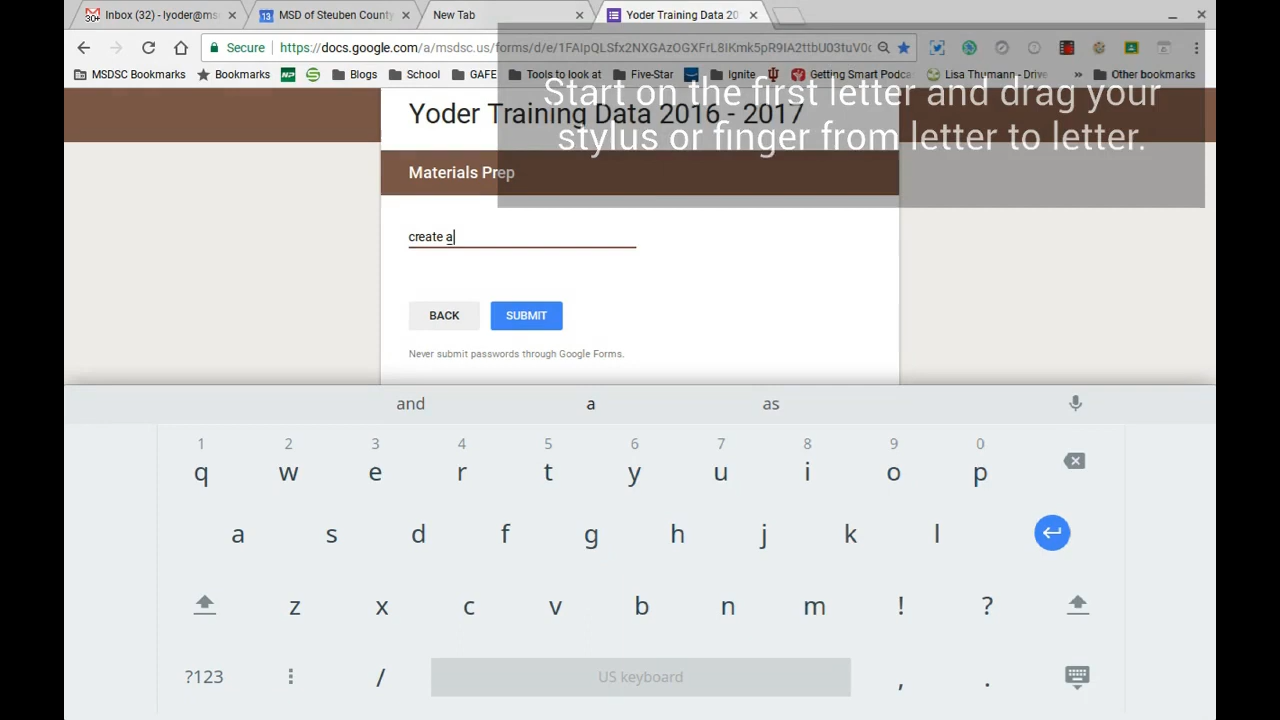 Inbox (32) - lyoder@ms
MSD of Steuben County
New Tab
Yoder Training Data 20
Secure https://docs.google.com/a/msdsc.us/forms/d/e/1FAIpQLSfx2NXGAzOGXFrL8IKmk5pR9IA2ttbU03tuV0
MSDSC Bookmarks
Bookmarks
Blogs
School
GAFE
Tools to look at
Five-Star
Ignite
Getting Smart Podca
Lisa Thumann - Drive
»
Other bookmarks
Start on the first letter and drag your
stylus or finger from letter to letter.
Yoder Training Data 2016 - 2017
Materials Prep
create a
BACK SUBMIT
Never submit passwords through Google Forms.
and a as
1 2 3 4 5 6 7 8 9 0
q w e r t y u i o p
a s d f g h j k l
z x c v b n m ! ?
?123 / US keyboard , .